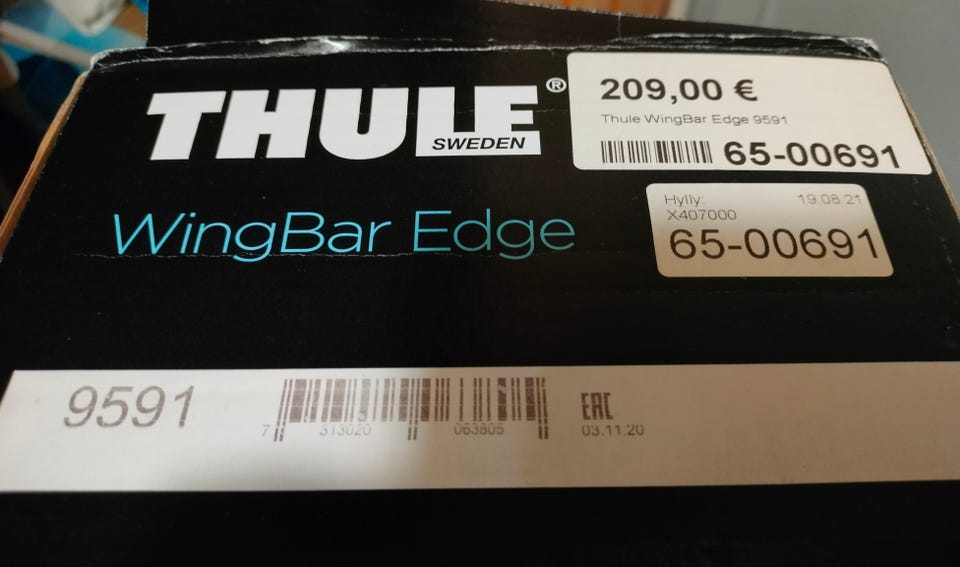 THULE®
SWEDEN
WingBar Edge
209,00 €
Thule WingBar Edge 9591
65-00691
Hylly: 19.08.21
X407000
65-00691
9591
7 313020 063805
EAC
03.11.20